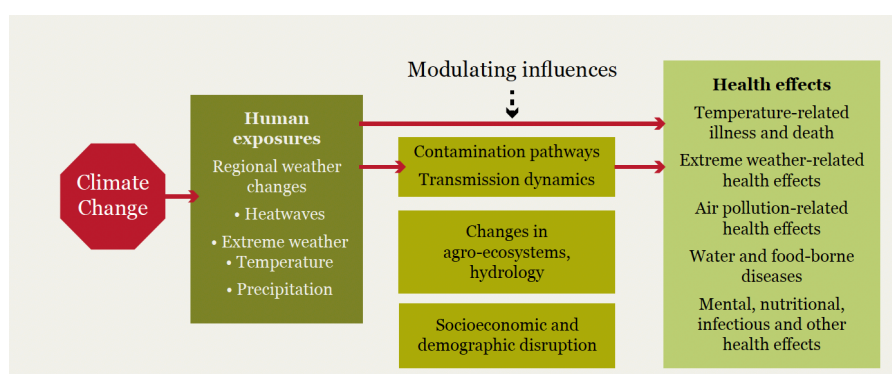 Climate
Change
Human
exposures
Regional weather
changes
• Heatwaves
• Extreme weather
• Temperature
• Precipitation
Modulating influences
Contamination pathways
Transmission dynamics
Changes in
agro-ecosystems,
hydrology
Socioeconomic and
demographic disruption
Health effects
Temperature-related
illness and death
Extreme weather-related
health effects
Air pollution-related
health effects
Water and food-borne
diseases
Mental, nutritional,
infectious and other
health effects